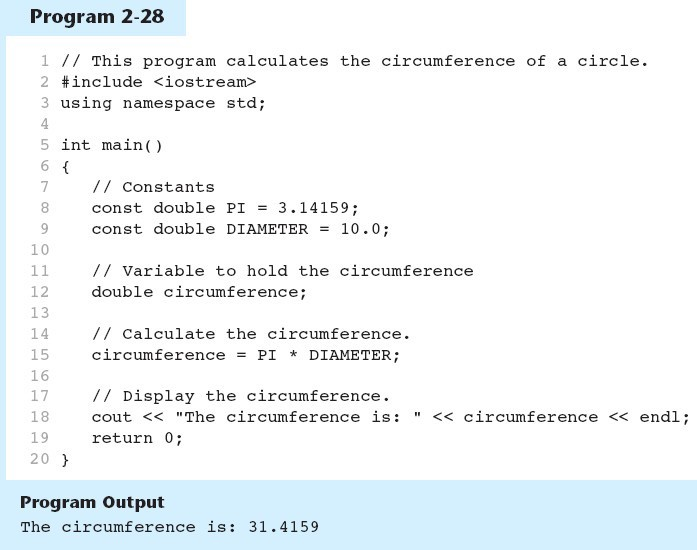 Program 2-28
1 // This program calculates the circumference of a circle.
2 #include <iostream>
3 using namespace std;
4
5 int main()
6 {
7    // Constants
8    const double PI = 3.14159;
9    const double DIAMETER = 10.0;
10
11    // Variable to hold the circumference
12    double circumference;
13
14    // Calculate the circumference.
15    circumference = PI * DIAMETER;
16
17    // Display the circumference.
18    cout << "The circumference is: " << circumference << endl;
19    return 0;
20 }
Program Output
The circumference is: 31.4159